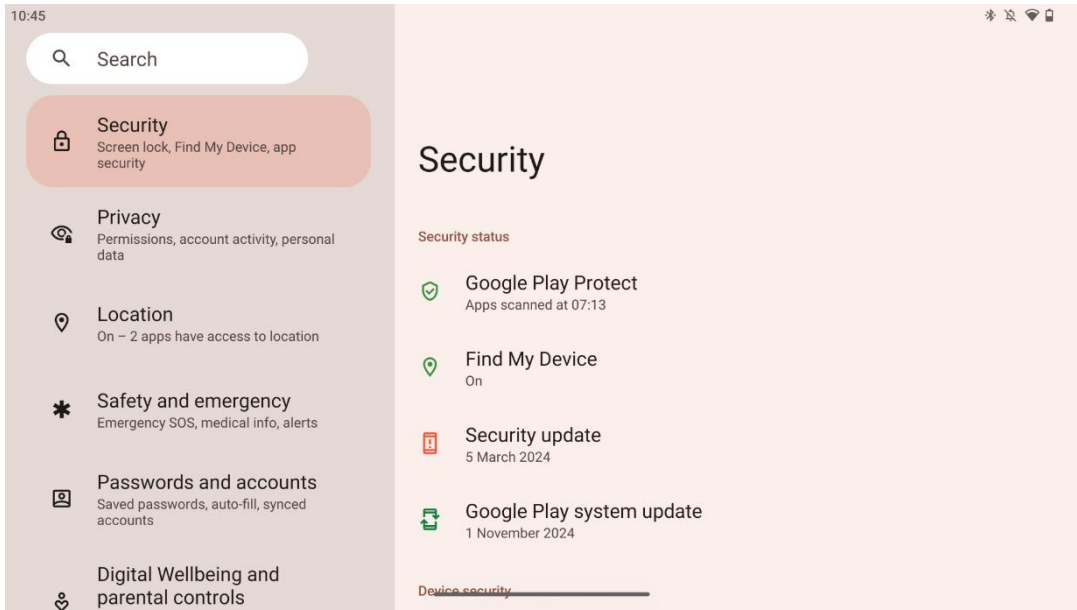 10:45
Search
Security
Screen lock, Find My Device, app
security
Privacy
Permissions, account activity, personal
data
Location
On – 2 apps have access to location
Safety and emergency
Emergency SOS, medical info, alerts
Passwords and accounts
Saved passwords, auto-fill, synced
accounts
Digital Wellbeing and
parental controls
Security
Security status
Google Play Protect
Apps scanned at 07:13
Find My Device
On
Security update
5 March 2024
Google Play system update
1 November 2024
Device security